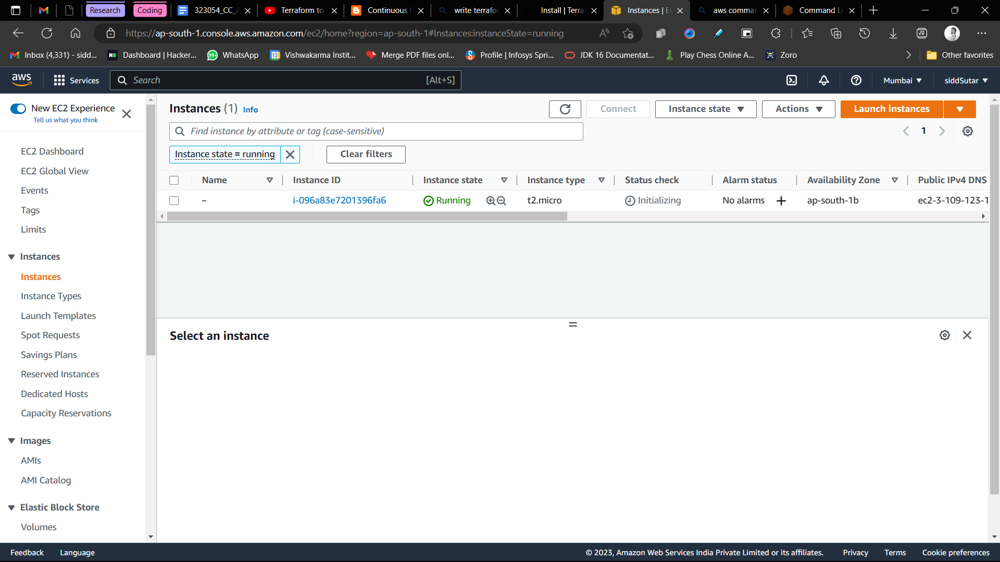 Research
Coding
323054_CC_
Terraform to
Continuous
write terrafor
Install | Terra
Instances | E
aws commar
Command Li
https://ap-south-1.console.aws.amazon.com/ec2/home?region=ap-south-1#Instances:instanceState=running
Inbox (4,331) - sidd...
Dashboard | Hacker...
WhatsApp
Vishwakarma Instit...
Merge PDF files onl...
Profile | Infosys Spri...
JDK 16 Documentat...
Play Chess Online A...
Zoro
Other favorites
aws
Services
Search
[Alt+S]
Mumbai
siddSutar
New EC2 Experience
Tell us what you think
EC2 Dashboard
EC2 Global View
Events
Tags
Limits
Instances
Instances
Instance Types
Launch Templates
Spot Requests
Savings Plans
Reserved Instances
Dedicated Hosts
Capacity Reservations
Images
AMIs
AMI Catalog
Elastic Block Store
Volumes
Instances (1) Info
Connect
Instance state
Actions
Launch instances
Find instance by attribute or tag (case-sensitive)
1
Instance state = running
Clear filters
Name Instance ID Instance state Instance type Status check Alarm status Availability Zone Public IPv4 DNS
– i-096a83e7201396fa6 Running t2.micro Initializing No alarms + ap-south-1b ec2-3-109-123-1
Select an instance
Feedback Language © 2023, Amazon Web Services India Private Limited or its affiliates. Privacy Terms Cookie preferences